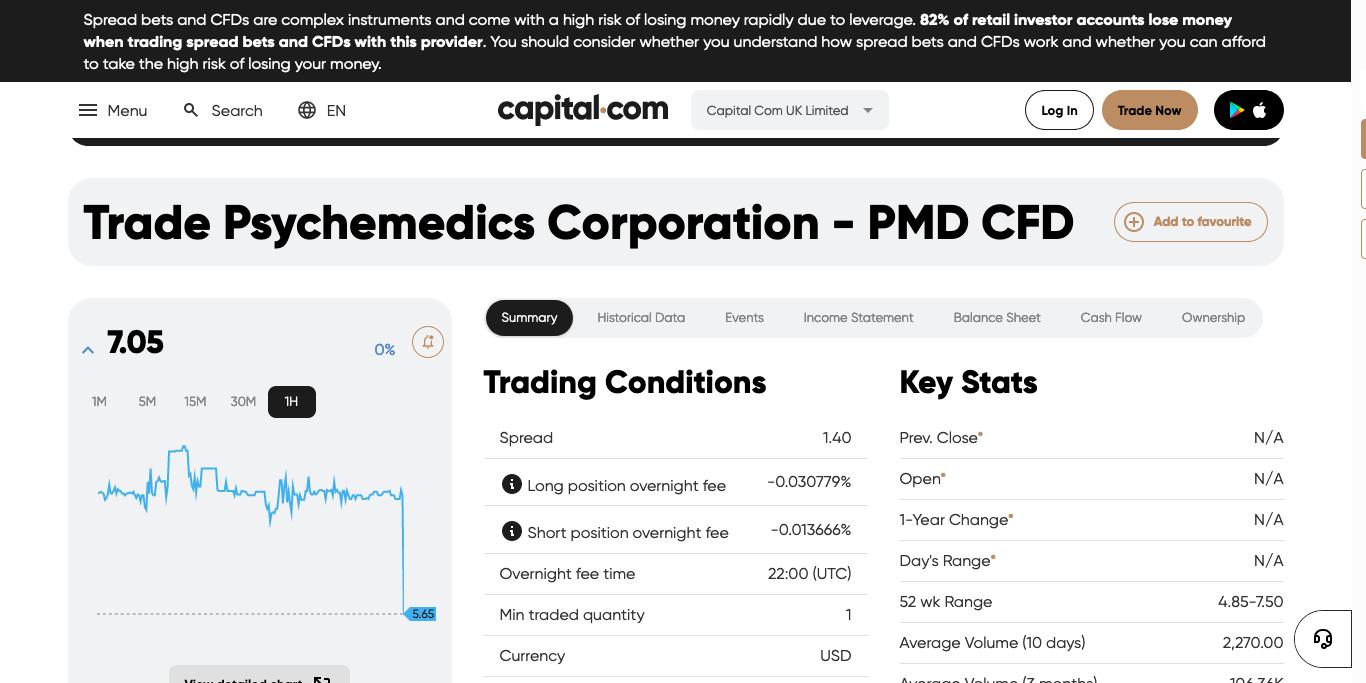 Spread bets and CFDs are complex instruments and come with a high risk of losing money rapidly due to leverage. 82% of retail investor accounts lose money
when trading spread bets and CFDs with this provider. You should consider whether you understand how spread bets and CFDs work and whether you can afford
to take the high risk of losing your money.
Menu
Search
EN
capital.com
Capital Com UK Limited
Log In
Trade Now
Trade Psychemedics Corporation - PMD CFD
Add to favourite
7.05
0%
1M
5M
15M
30M
1H
5.65
View detailed chart
Summary
Historical Data
Events
Income Statement
Balance Sheet
Cash Flow
Ownership
Trading Conditions
Spread 1.40
Long position overnight fee -0.030779%
Short position overnight fee -0.013666%
Overnight fee time 22:00 (UTC)
Min traded quantity 1
Currency USD
Key Stats
Prev. Close* N/A
Open* N/A
1-Year Change* N/A
Day's Range* N/A
52 wk Range 4.85-7.50
Average Volume (10 days) 2,270.00
Average Volume (3 months) 106.36K